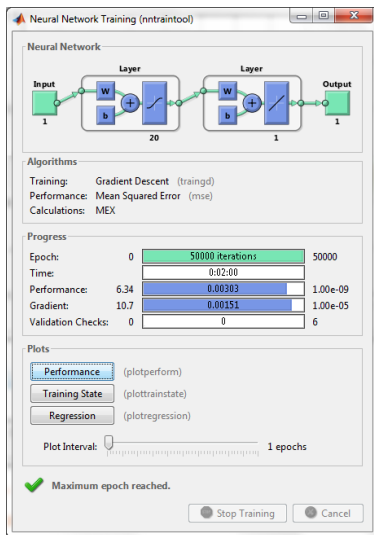 Neural Network Training (nntraintool)
Neural Network
Layer Layer
Input Output
W W
+ +
b b
1 1
20 1
Algorithms
Training: Gradient Descent (traingd)
Performance: Mean Squared Error (mse)
Calculations: MEX
Progress
Epoch: 0 50000 iterations 50000
Time: 0:02:00
Performance: 6.34 0.00303 1.00e-09
Gradient: 10.7 0.00151 1.00e-05
Validation Checks: 0 0 6
Plots
Performance (plotperform)
Training State (plottrainstate)
Regression (plotregression)
Plot Interval: 1 epochs
Maximum epoch reached.
Stop Training Cancel